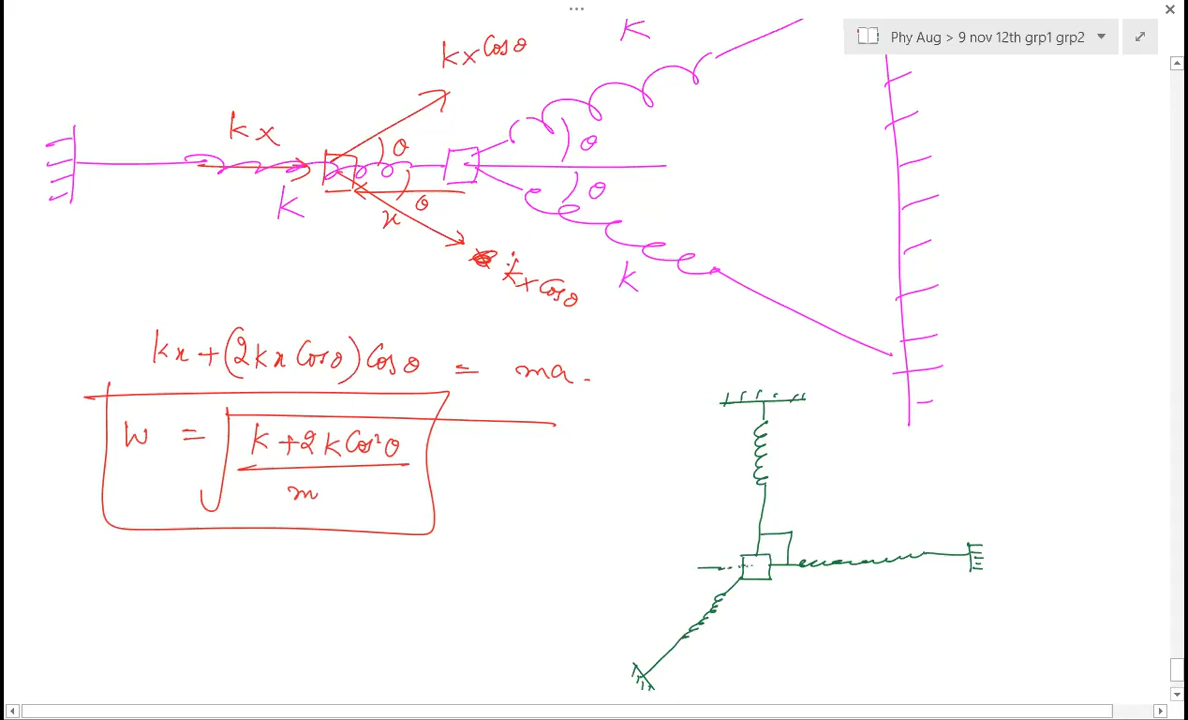 Phy Aug > 9 nov 12th grp1 grp2
kx Cosθ
k
kx
θ
θ
k
x
θ
θ
k
kx Cosθ
kx + (2kx Cosθ) Cosθ = ma.
W = √(k + 2k Cos²θ / m)